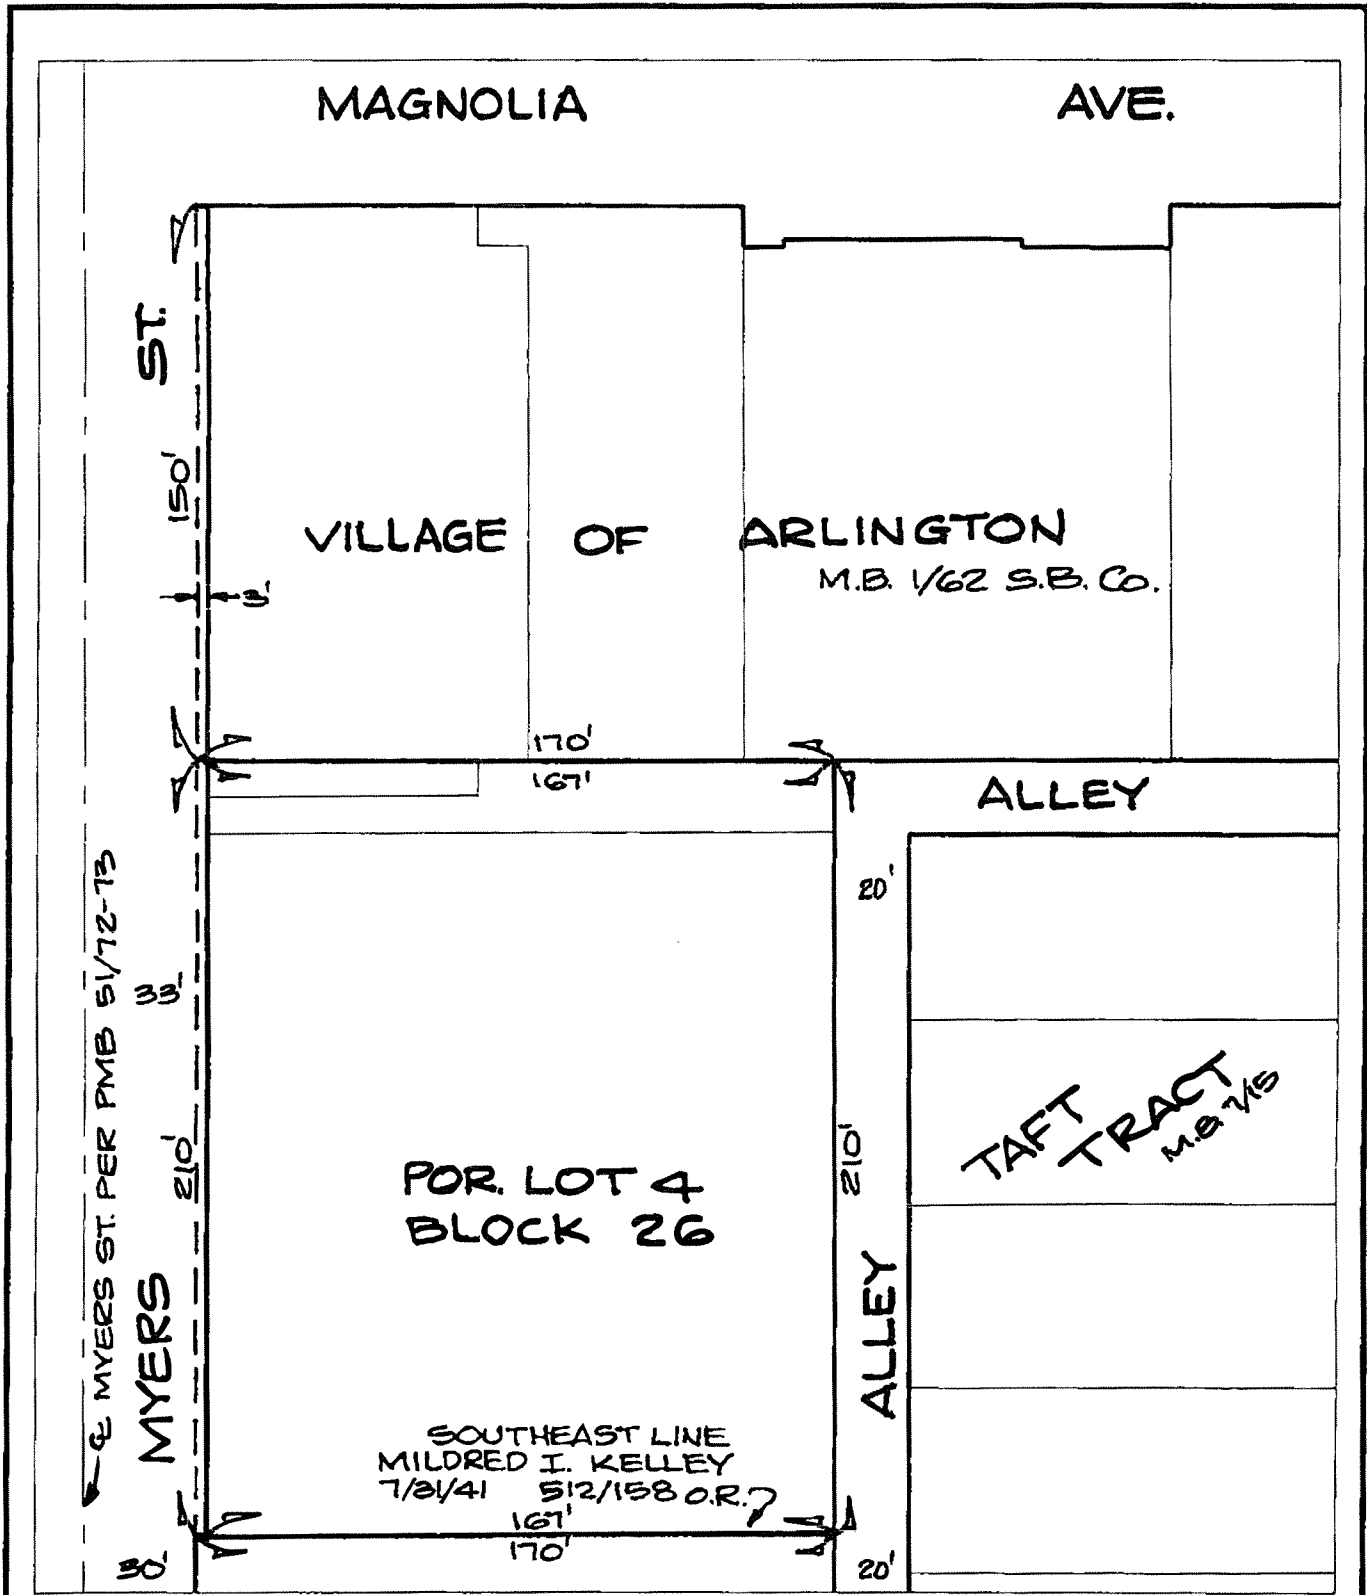 MAGNOLIA AVE.
ST.
150'
VILLAGE OF ARLINGTON
M.B. 1/62 S.B. Co.
3'
170'
167'
ALLEY
20'
℄ MYERS ST. PER PMB 51/72-73
33'
210'
210'
TAFT
TRACT
M.B. 7/15
POR. LOT 4
BLOCK 26
MYERS
ALLEY
SOUTHEAST LINE
MILDRED I. KELLEY
7/31/41 512/158 O.R.
167'
170'
30'
20'